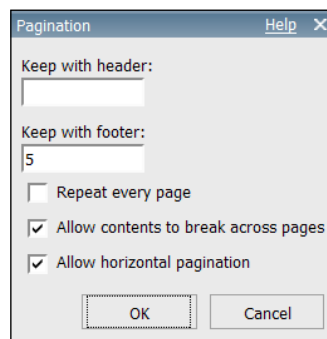 Pagination Help
Keep with header:
Keep with footer:
5
Repeat every page
Allow contents to break across pages
Allow horizontal pagination
OK Cancel